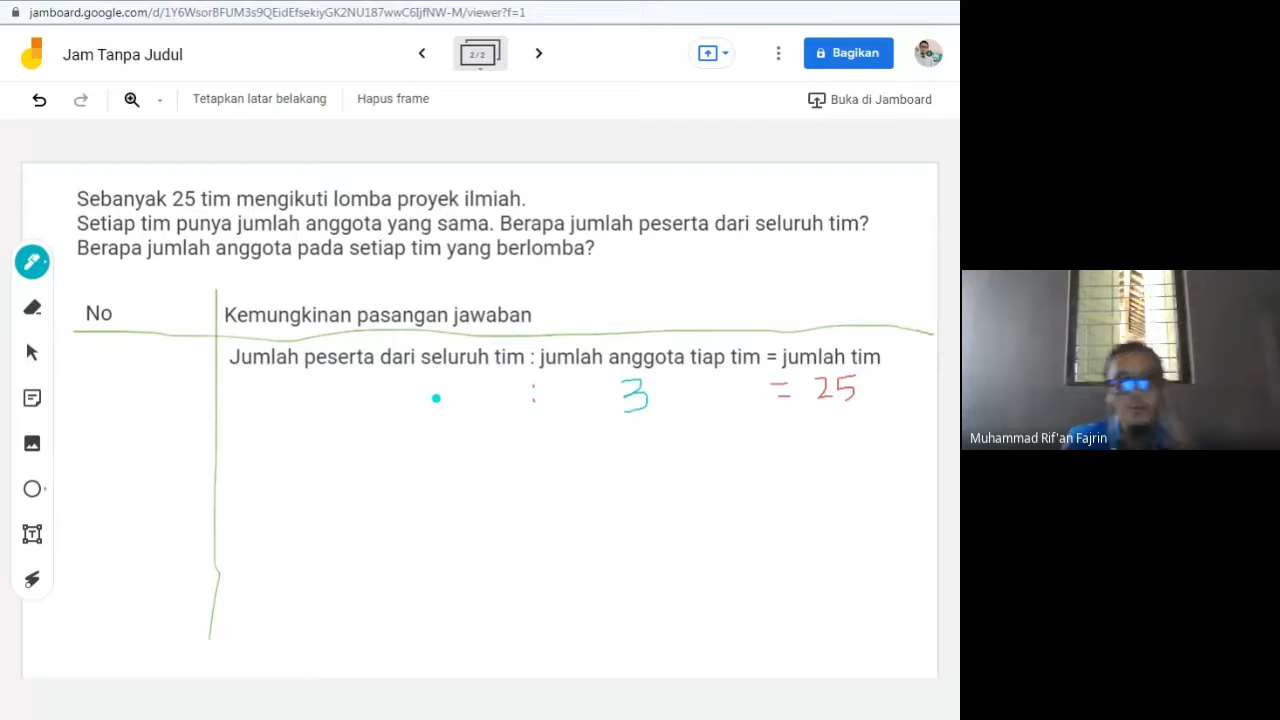 jamboard.google.com/d/1Y6WsorBFUM3s9QEidEfsekiyGK2NU187wwC6IjfNW-M/viewer?f=1
Jam Tanpa Judul
2/2
Bagikan
Tetapkan latar belakang
Hapus frame
Buka di Jamboard
Sebanyak 25 tim mengikuti lomba proyek ilmiah.
Setiap tim punya jumlah anggota yang sama. Berapa jumlah peserta dari seluruh tim?
Berapa jumlah anggota pada setiap tim yang berlomba?
No
Kemungkinan pasangan jawaban
Jumlah peserta dari seluruh tim : jumlah anggota tiap tim = jumlah tim
: 3 = 25
Muhammad Rif'an Fajrin